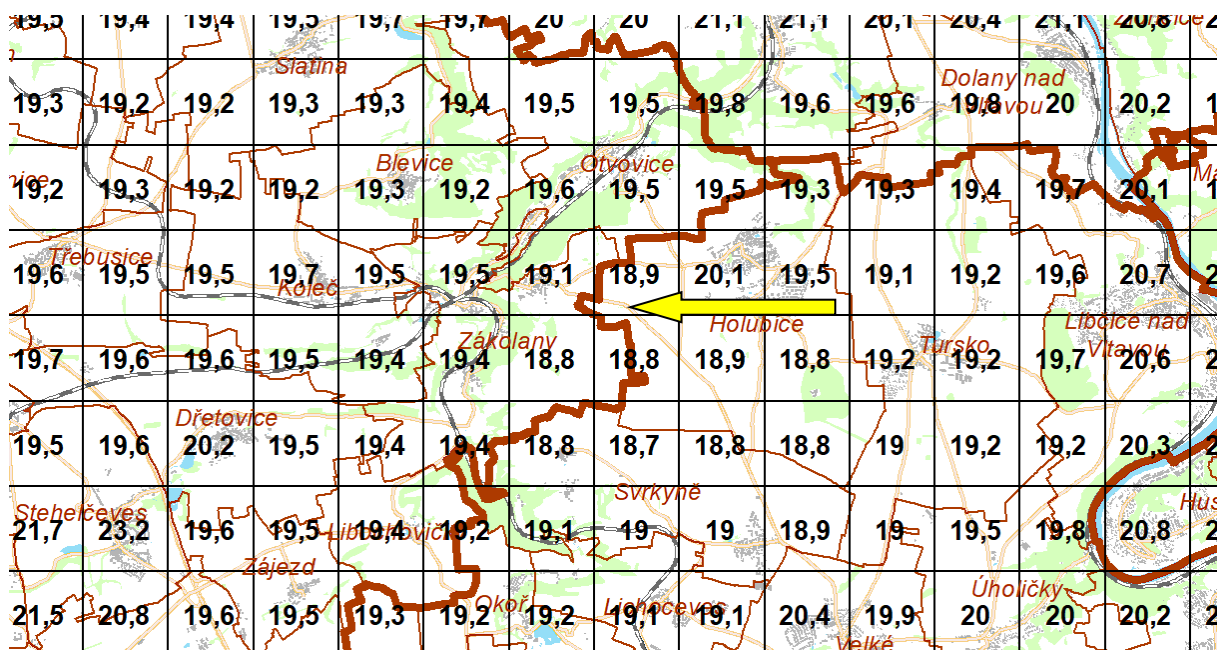 19,5 19,4 19,4 19,5 19,7 19,7 20 20 21,1 21,1 20,1 20,4 21,1 20,8
Slatina
Dolany nad
19,3 19,2 19,2 19,3 19,3 19,4 19,5 19,5 19,8 19,6 19,6 19,8 Vltavou 20 20,2
Blevice Otvovice
19,2 19,3 19,2 19,2 19,3 19,2 19,6 19,5 19,5 19,3 19,3 19,4 19,7 20,1
Třebusice
19,6 19,5 19,5 19,7 19,5 19,5 19,1 18,9 20,1 19,5 19,1 19,2 19,6 20,7
Koleč
Holubice Libčice nad
Zákolany Tursko Vltavou
19,7 19,6 19,6 19,5 19,4 19,4 18,8 18,8 18,9 18,8 19,2 19,2 19,7 20,6
Dřetovice
19,5 19,6 20,2 19,5 19,4 19,4 18,8 18,7 18,8 18,8 19 19,2 19,2 20,3
Svrkyně
Stehelčeves
21,7 23,2 19,6 19,5 19,4 19,2 19,1 19 19 18,9 19 19,5 19,8 20,8
Zájezd
Okoř Lichoceves Úholičky
21,5 20,8 19,6 19,5 19,3 19,2 19,2 19,1 19,1 20,4 19,9 20 20 20,2
Velké